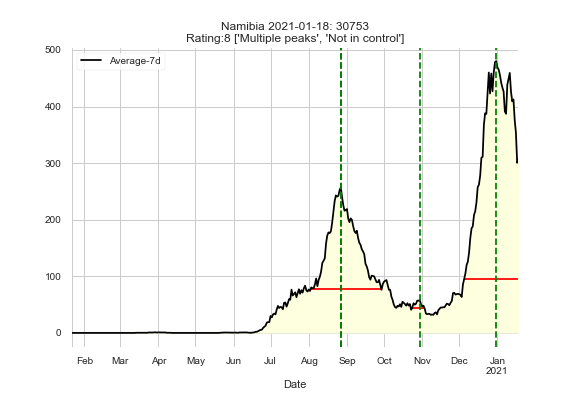 Namibia 2021-01-18: 30753
Rating:8 ['Multiple peaks', 'Not in control']
Average-7d
500
400
300
200
100
0
Feb Mar Apr May Jun Jul Aug Sep Oct Nov Dec Jan
2021
Date